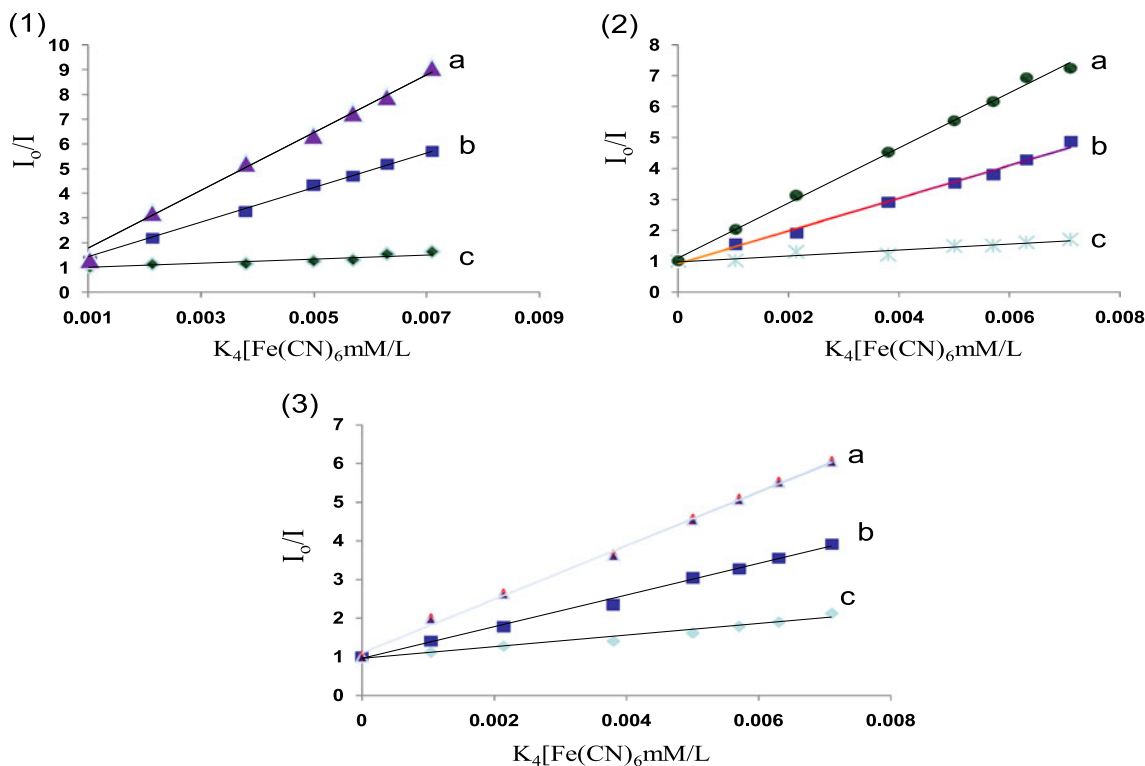 (1)
10
9
8
7
6
5
4
3
2
1
0
I₀/I
a
b
c
0.001 0.003 0.005 0.007 0.009
K₄[Fe(CN)₆mM/L
(2)
8
7
6
5
4
3
2
1
0
I₀/I
a
b
c
0 0.002 0.004 0.006 0.008
K₄[Fe(CN)₆mM/L
(3)
7
6
5
4
3
2
1
0
I₀/I
a
b
c
0 0.002 0.004 0.006 0.008
K₄[Fe(CN)₆mM/L